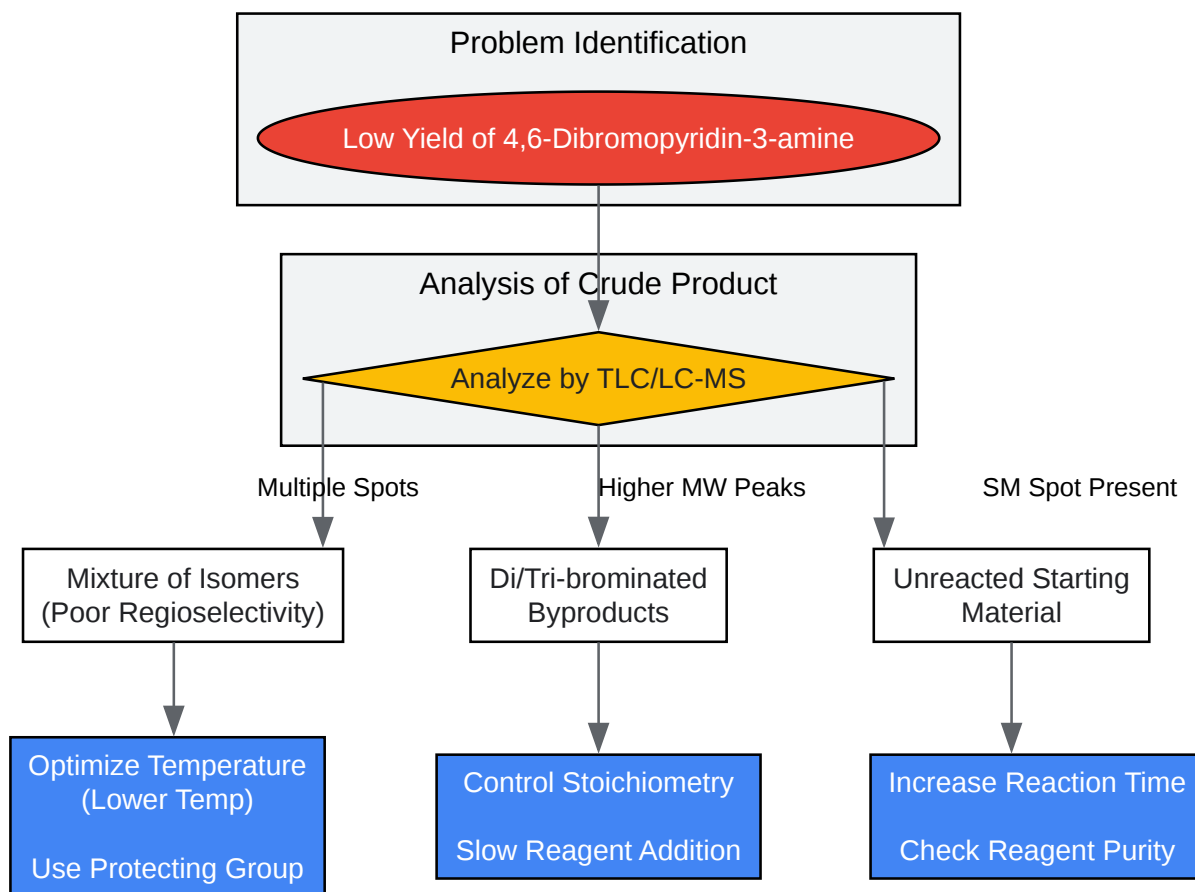 Problem Identification
Low Yield of 4,6-Dibromopyridin-3-amine
Analysis of Crude Product
Analyze by TLC/LC-MS
Multiple Spots
Higher MW Peaks
SM Spot Present
Mixture of Isomers
(Poor Regioselectivity)
Di/Tri-brominated
Byproducts
Unreacted Starting
Material
Optimize Temperature
(Lower Temp)
Use Protecting Group
Control Stoichiometry
Slow Reagent Addition
Increase Reaction Time
Check Reagent Purity